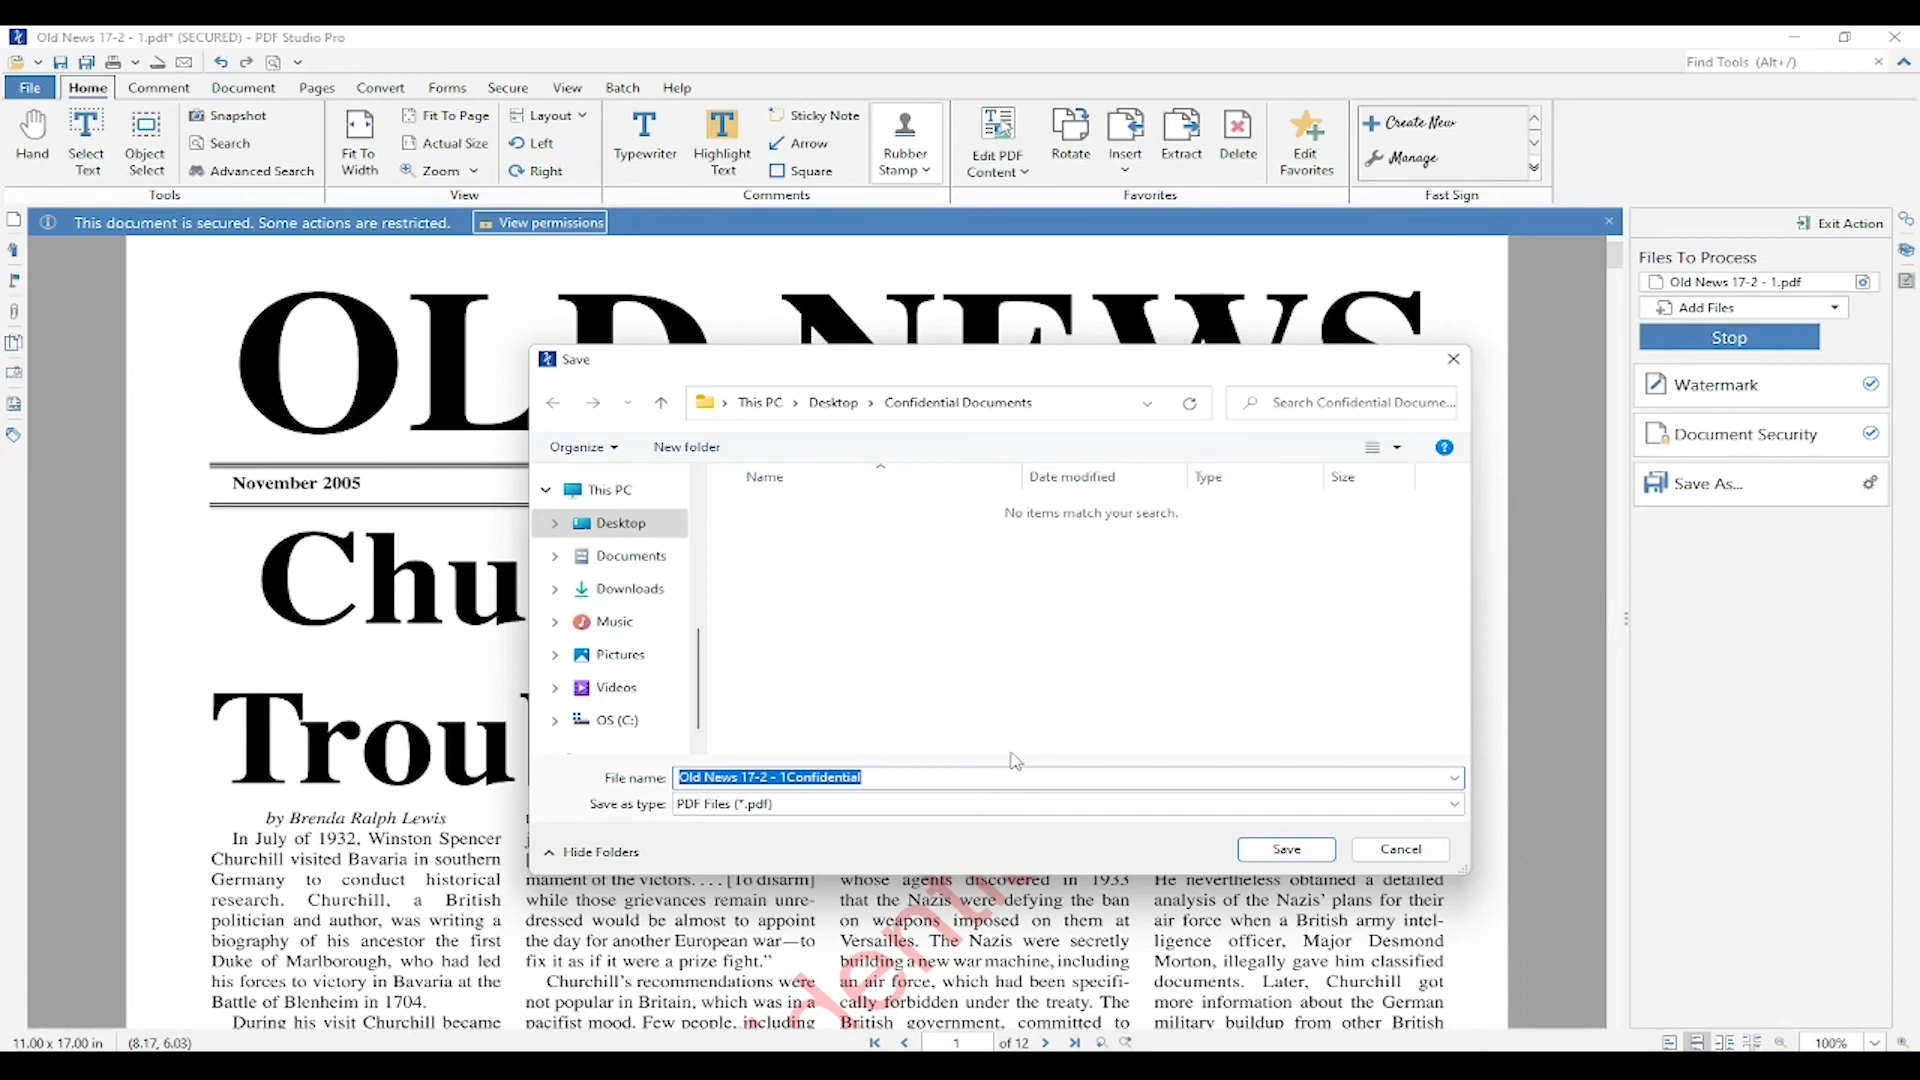 Old News 17-2 - 1.pdf* (SECURED) - PDF Studio Pro
Find Tools (Alt+/)
File Home Comment Document Pages Convert Forms Secure View Batch Help
Hand
Select Text
Object Select
Snapshot
Search
Advanced Search
Tools
Fit To Width
Fit To Page
Actual Size
Zoom
Layout
Left
Right
View
Typewriter
Highlight Text
Sticky Note
Arrow
Square
Rubber Stamp
Comments
Edit PDF Content
Rotate
Insert
Extract
Delete
Edit Favorites
Favorites
Create New
Manage
Fast Sign
This document is secured. Some actions are restricted. View permissions
Exit Action
Files To Process
Old News 17-2 - 1.pdf
Add Files
Stop
Watermark
Document Security
Save As...
OLD NEWS
November 2005
Chu
Trou
Save
This PC > Desktop > Confidential Documents
Search Confidential Docume...
Organize New folder
Name Date modified Type Size
No items match your search.
This PC
Desktop
Documents
Downloads
Music
Pictures
Videos
OS (C:)
File name: Old News 17-2 - 1Confidential
Save as type: PDF Files (*.pdf)
Hide Folders
Save Cancel
by Brenda Ralph Lewis
In July of 1932, Winston Spencer
Churchill visited Bavaria in southern
Germany to conduct historical
research. Churchill, a British
politician and author, was writing a
biography of his ancestor the first
Duke of Marlborough, who had led
his forces to victory in Bavaria at the
Battle of Blenheim in 1704.
During his visit Churchill became
mament of the victors. . . . [To disarm]
while those grievances remain unre-
dressed would be almost to appoint
the day for another European war—to
fix it as if it were a prize fight."
Churchill's recommendations were
not popular in Britain, which was in a
pacifist mood. Few people, including
whose agents discovered in 1933
that the Nazis were defying the ban
on weapons imposed on them at
Versailles. The Nazis were secretly
building a new war machine, including
an air force, which had been specifi-
cally forbidden under the treaty. The
British government, committed to
He nevertheless obtained a detailed
analysis of the Nazis' plans for their
air force when a British army intel-
ligence officer, Major Desmond
Morton, illegally gave him classified
documents. Later, Churchill got
more information about the German
military buildup from other British
denti
11.00 x 17.00 in (8.17, 6.03)
1 of 12
100%